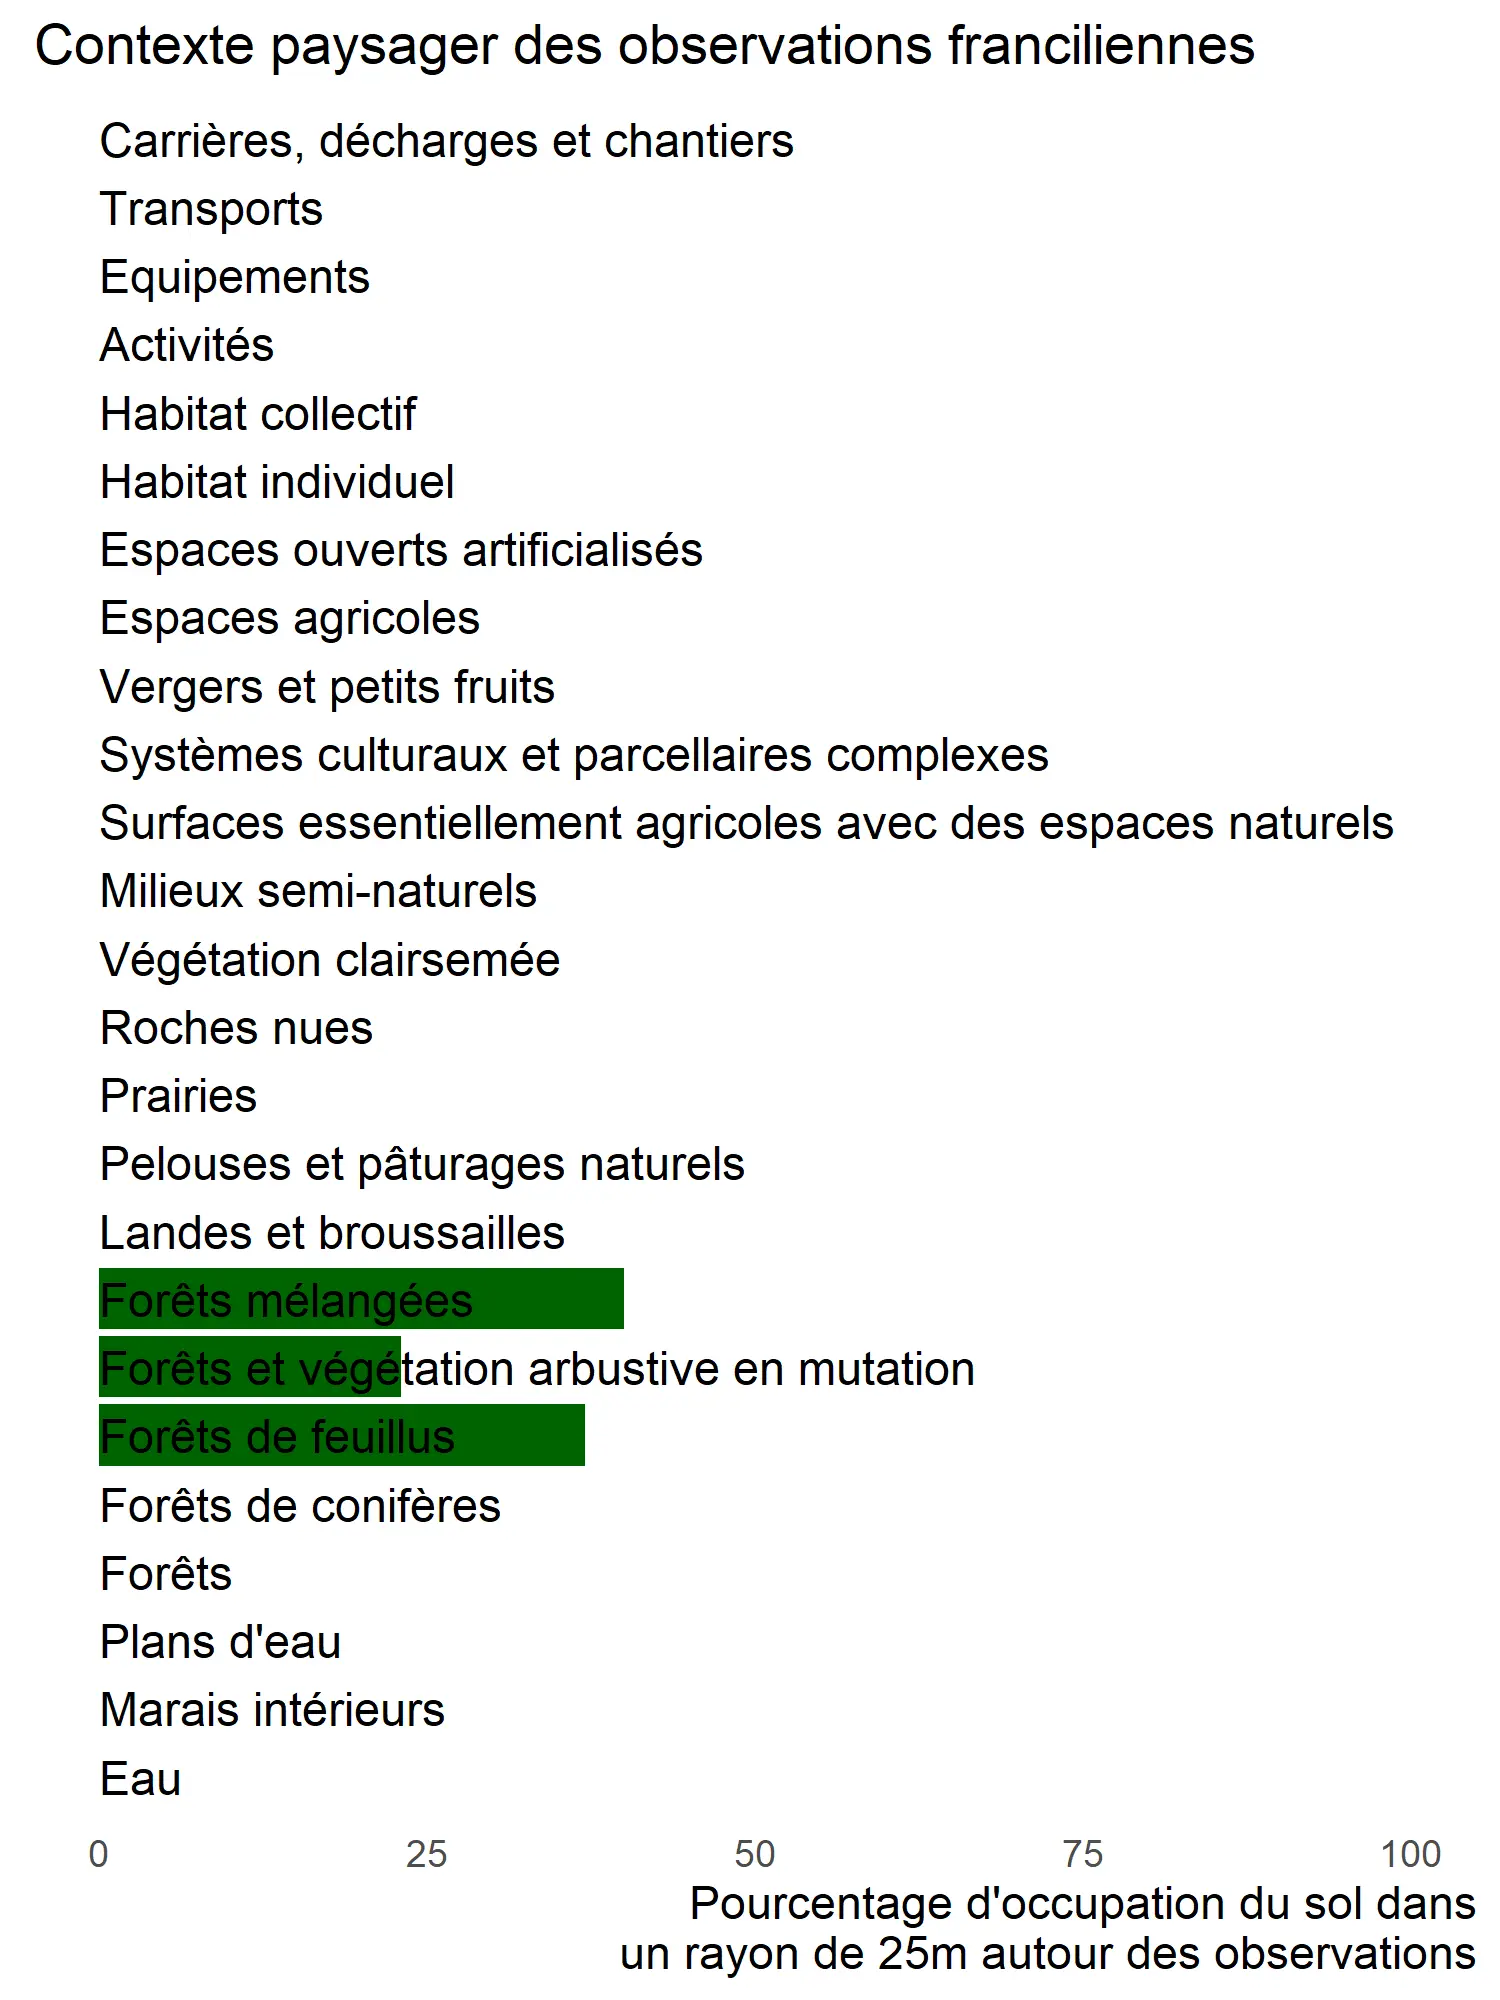 Contexte paysager des observations franciliennes
Carrières, décharges et chantiers
Transports
Equipements
Activités
Habitat collectif
Habitat individuel
Espaces ouverts artificialisés
Espaces agricoles
Vergers et petits fruits
Systèmes culturaux et parcellaires complexes
Surfaces essentiellement agricoles avec des espaces naturels
Milieux semi-naturels
Végétation clairsemée
Roches nues
Prairies
Pelouses et pâturages naturels
Landes et broussailles
Forêts mélangées
Forêts et végétation arbustive en mutation
Forêts de feuillus
Forêts de conifères
Forêts
Plans d'eau
Marais intérieurs
Eau
0 25 50 75 100
Pourcentage d'occupation du sol dans
un rayon de 25m autour des observations